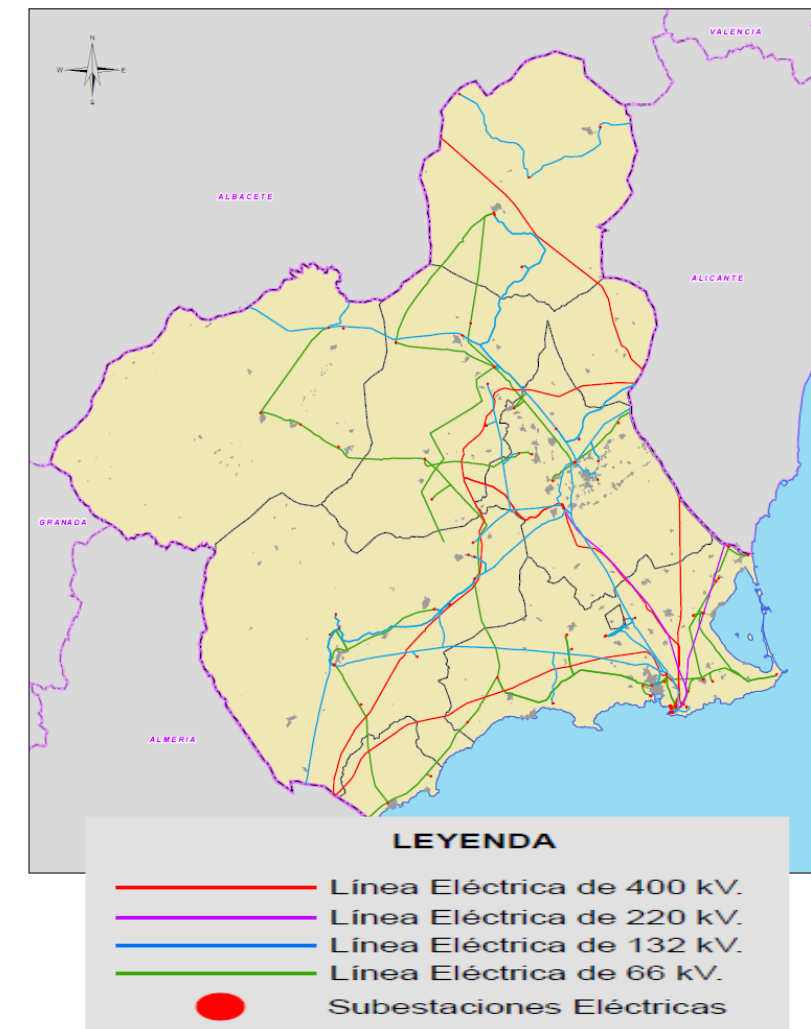 VALENCIA
N
W E
S
ALBACETE
ALICANTE
GRANADA
ALMERIA
LEYENDA
Línea Eléctrica de 400 kV.
Línea Eléctrica de 220 kV.
Línea Eléctrica de 132 kV.
Línea Eléctrica de 66 kV.
Subestaciones Eléctricas